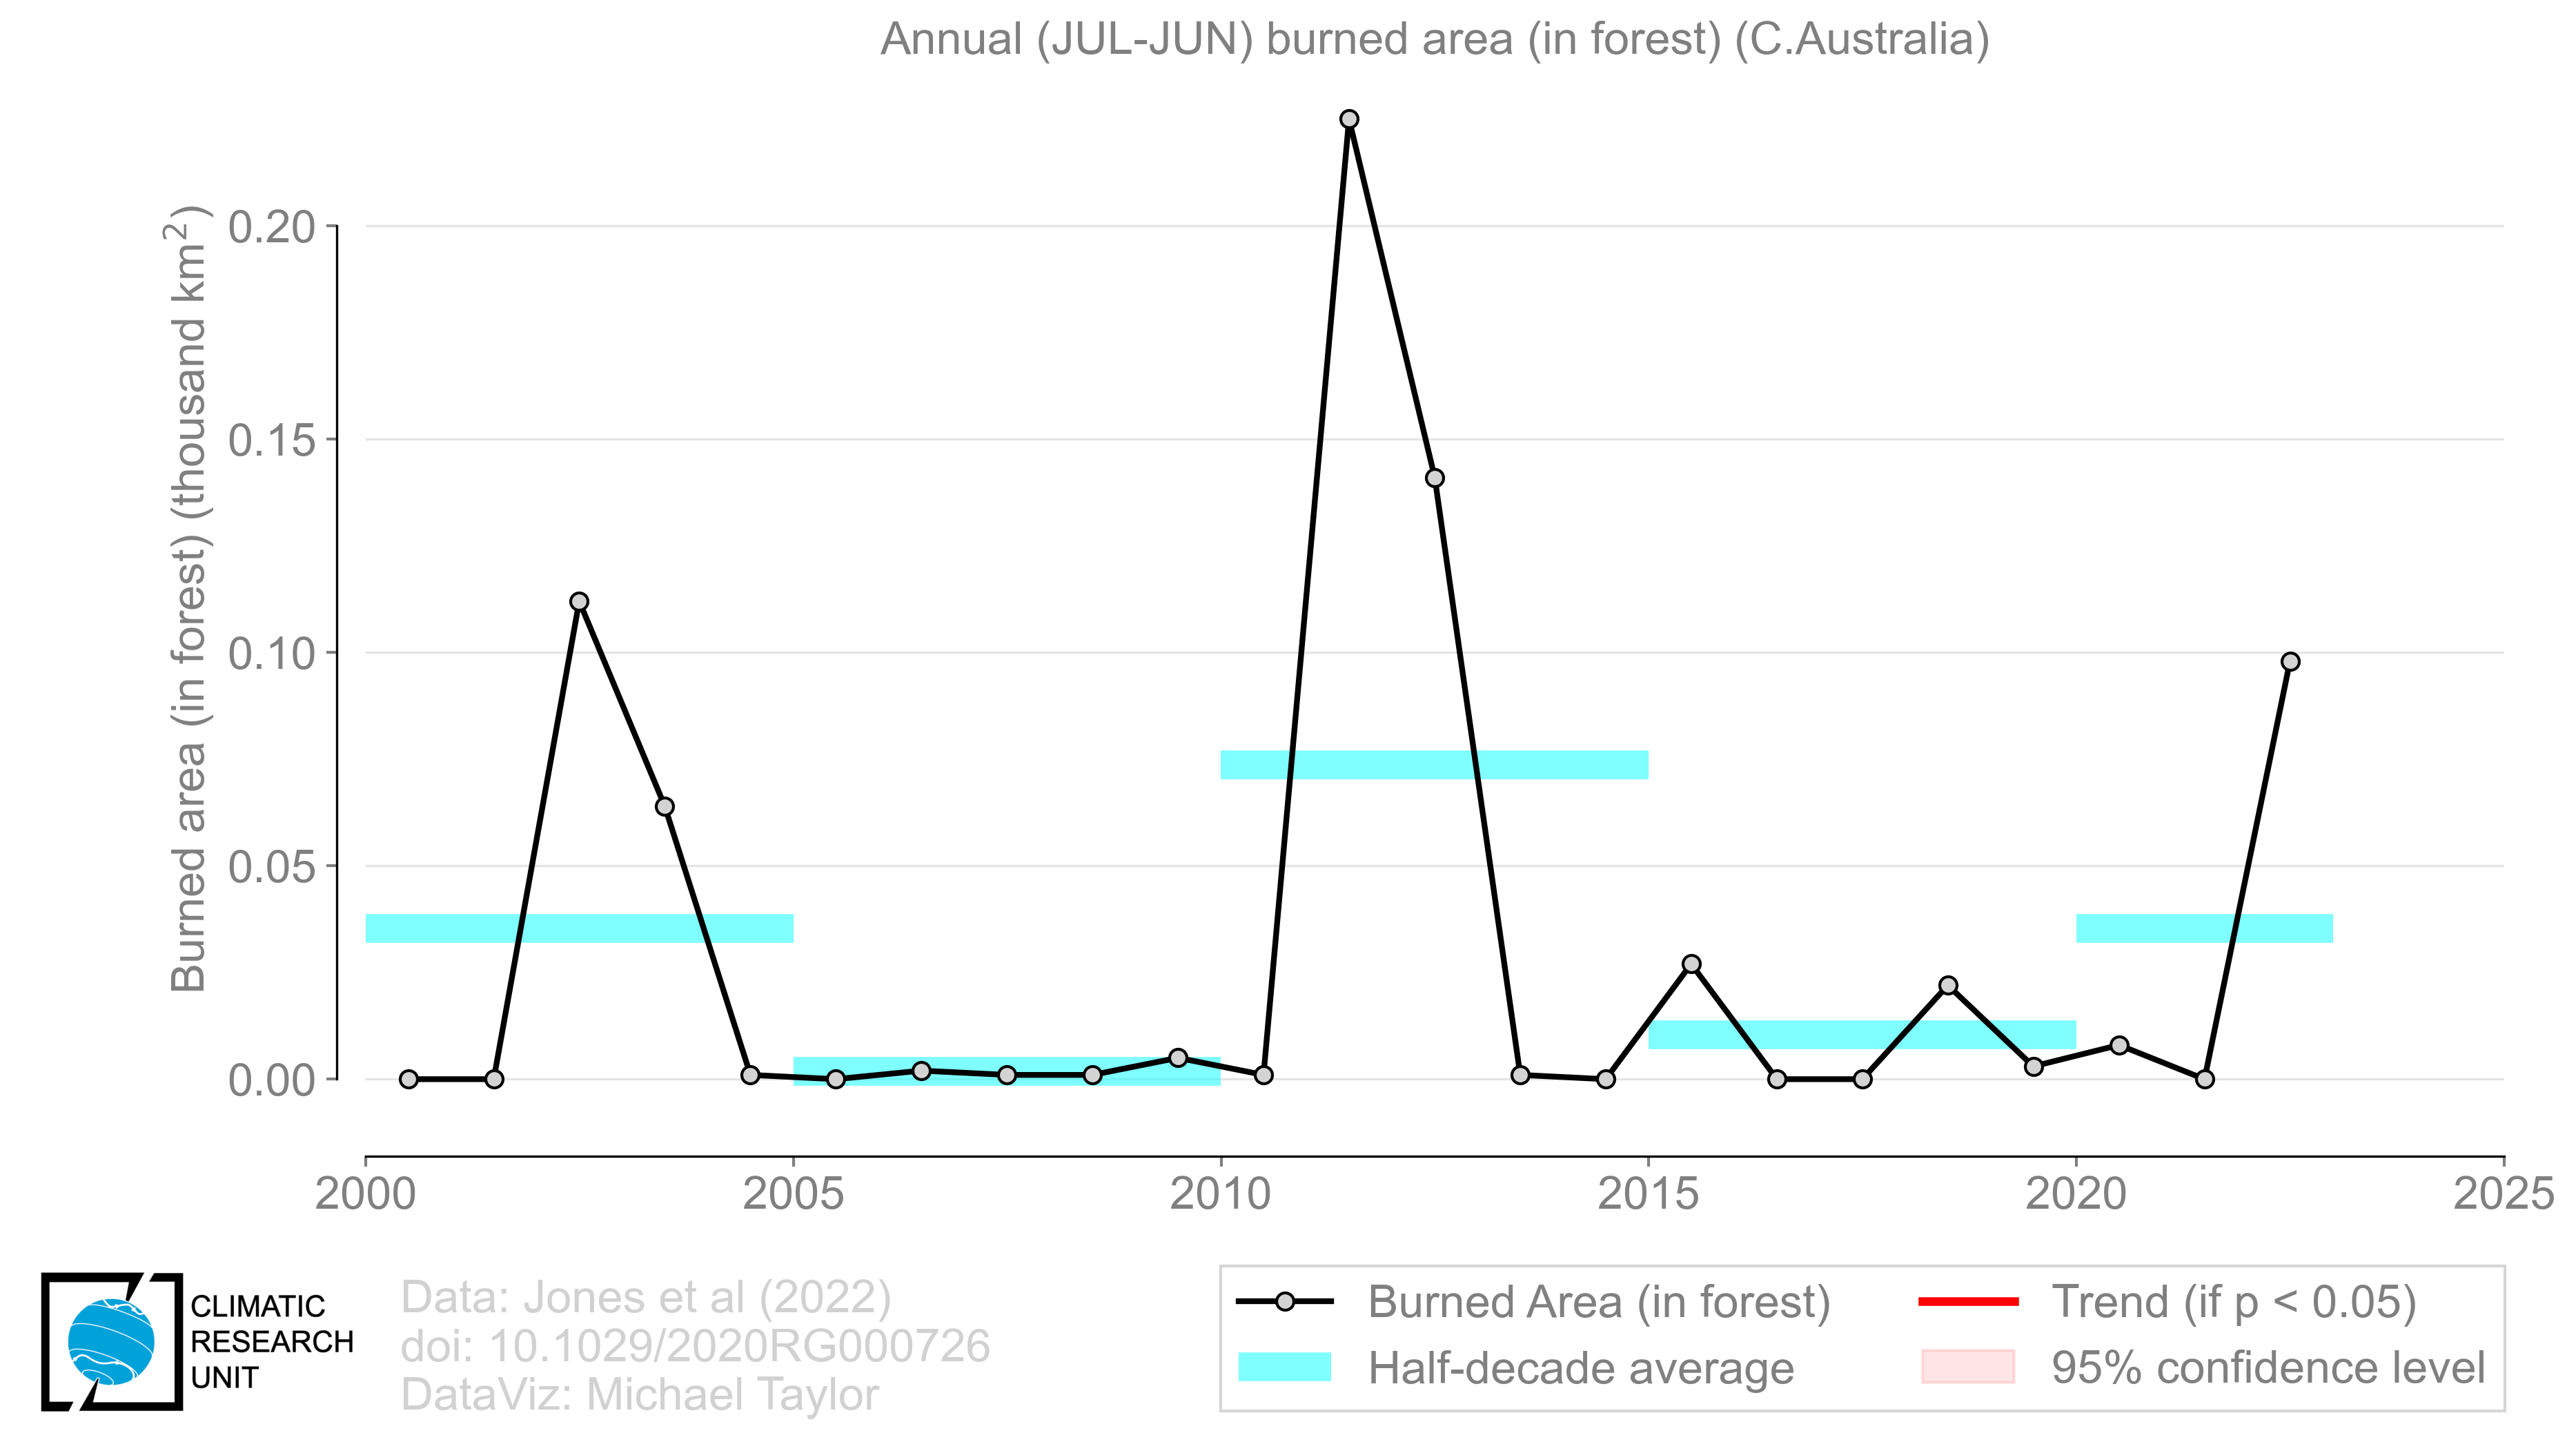 Annual (JUL-JUN) burned area (in forest) (C.Australia)
Burned area (in forest) (thousand km²)
0.20
0.15
0.10
0.05
0.00
2000 2005 2010 2015 2020 2025
CLIMATIC
RESEARCH
UNIT
Data: Jones et al (2022)
doi: 10.1029/2020RG000726
DataViz: Michael Taylor
Burned Area (in forest)
Half-decade average
Trend (if p < 0.05)
95% confidence level